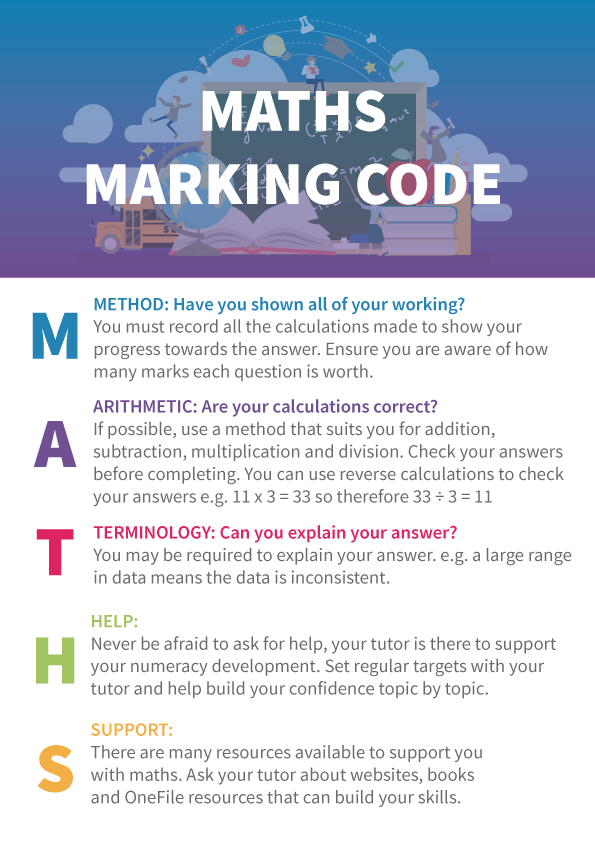 MATHS
MARKING CODE
M
METHOD: Have you shown all of your working?
You must record all the calculations made to show your
progress towards the answer. Ensure you are aware of how
many marks each question is worth.
A
ARITHMETIC: Are your calculations correct?
If possible, use a method that suits you for addition,
subtraction, multiplication and division. Check your answers
before completing. You can use reverse calculations to check
your answers e.g. 11 x 3 = 33 so therefore 33 ÷ 3 = 11
T
TERMINOLOGY: Can you explain your answer?
You may be required to explain your answer. e.g. a large range
in data means the data is inconsistent.
H
HELP:
Never be afraid to ask for help, your tutor is there to support
your numeracy development. Set regular targets with your
tutor and help build your confidence topic by topic.
S
SUPPORT:
There are many resources available to support you
with maths. Ask your tutor about websites, books
and OneFile resources that can build your skills.